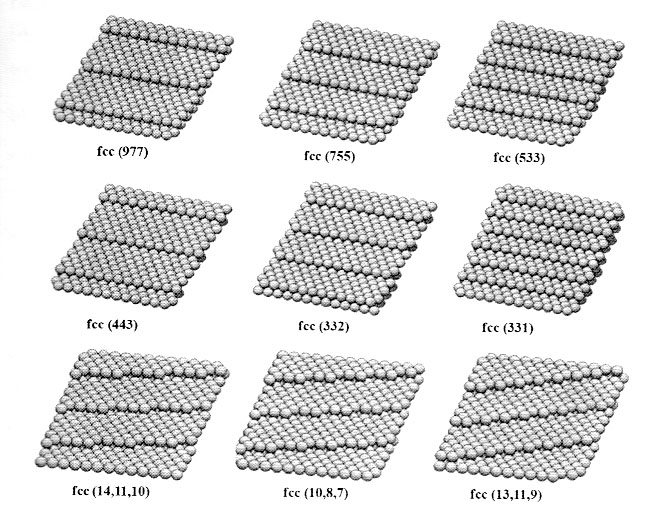 fcc (977)
fcc (755)
fcc (533)
fcc (443)
fcc (332)
fcc (331)
fcc (14,11,10)
fcc (10,8,7)
fcc (13,11,9)